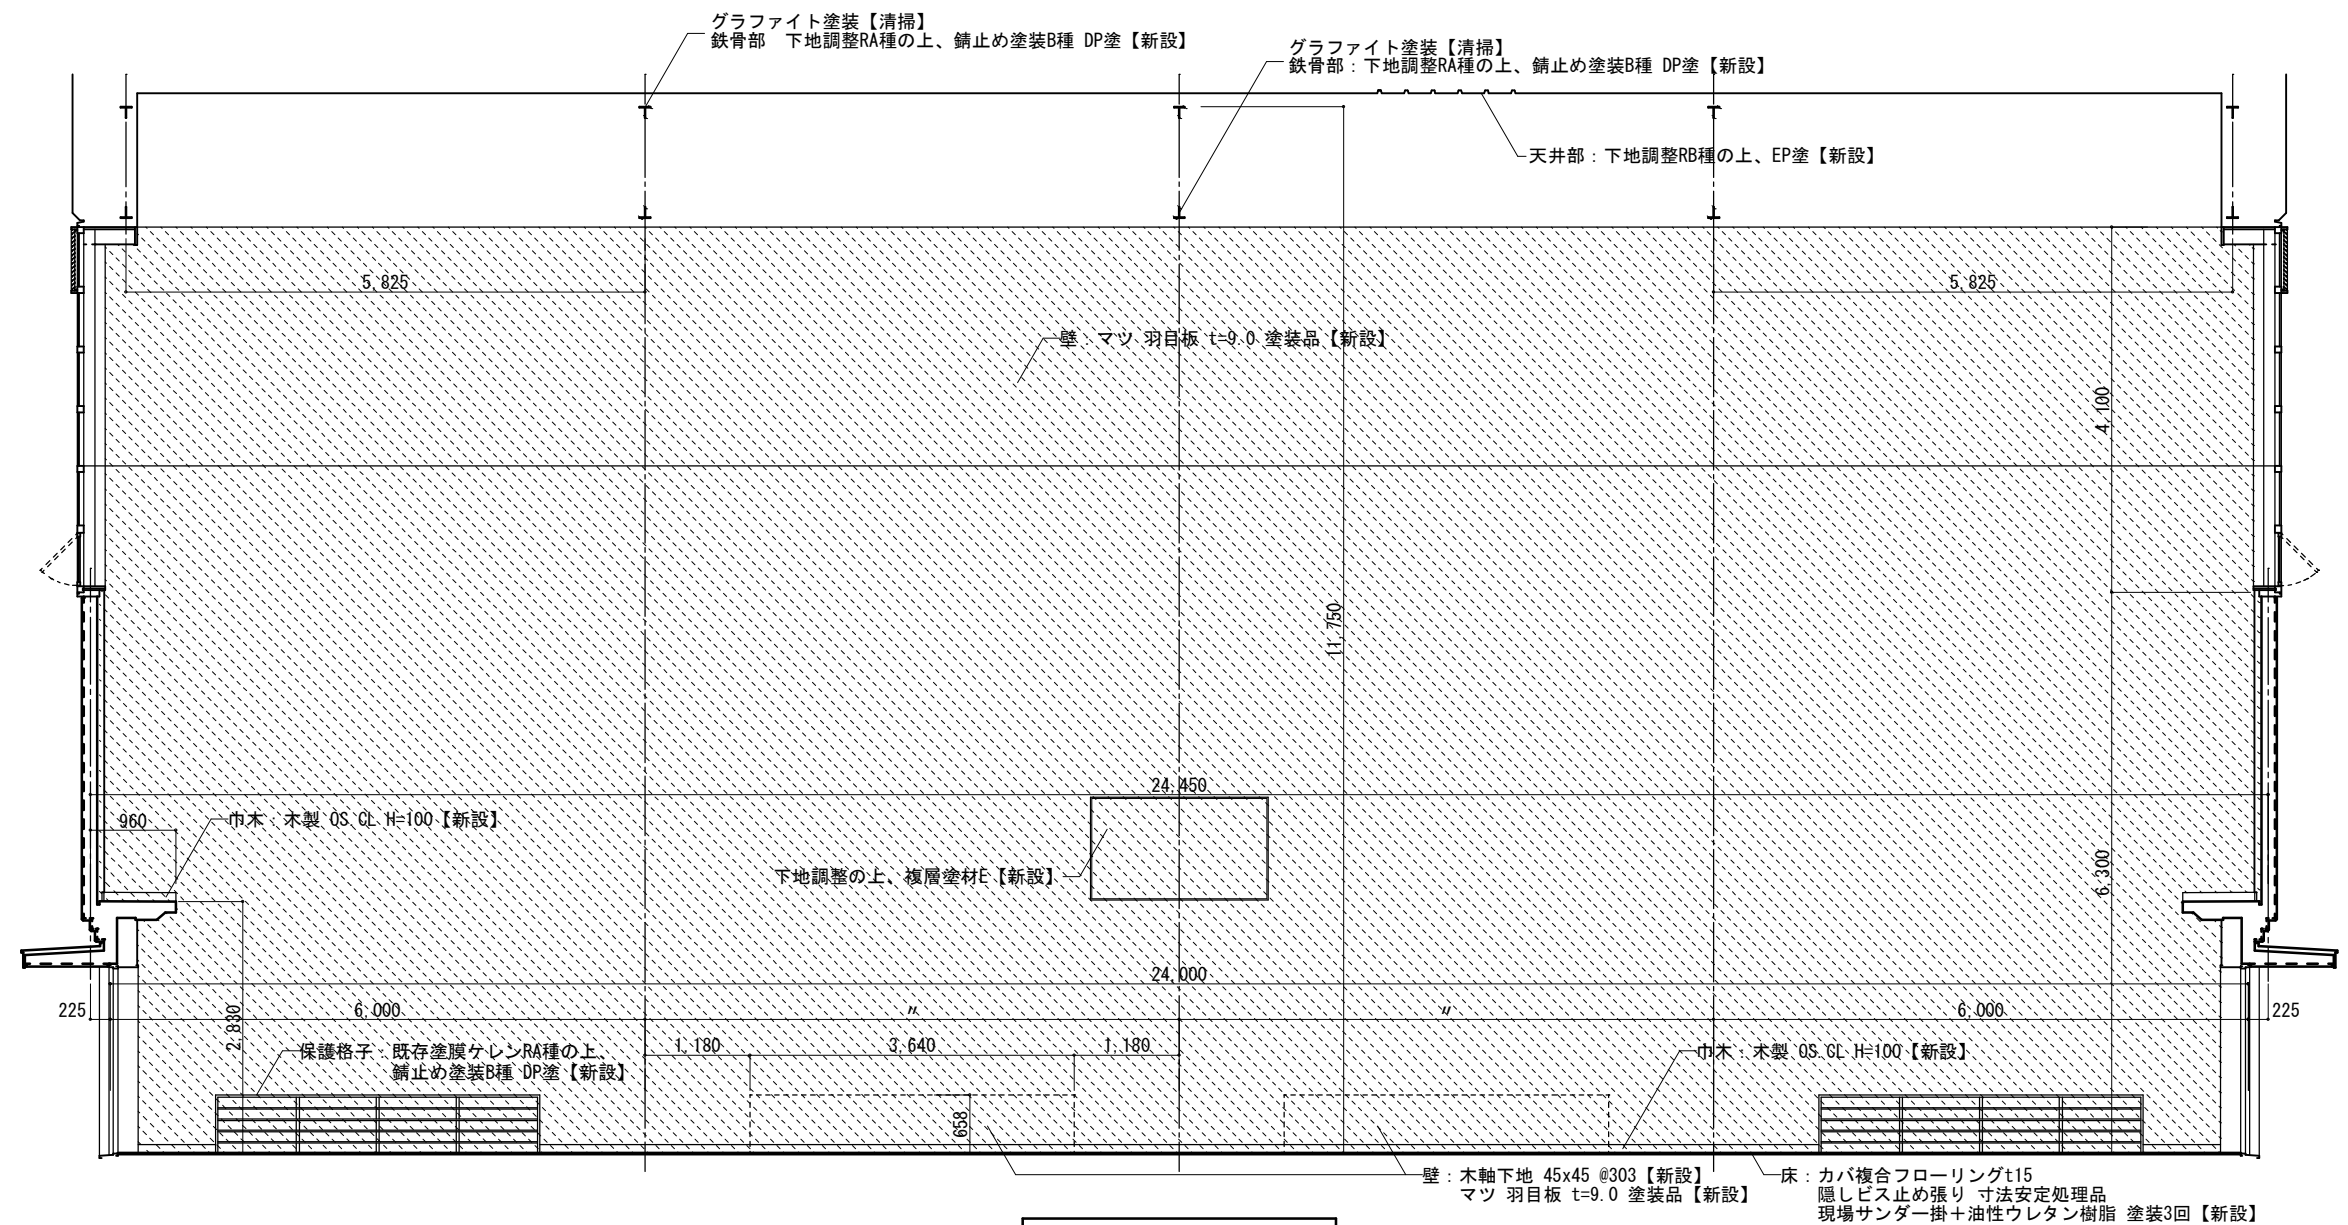 グラファイト塗装【清掃】
鉄骨部　下地調整RA種の上、錆止め塗装B種 DP塗【新設】
グラファイト塗装【清掃】
鉄骨部：下地調整RA種の上、錆止め塗装B種 DP塗【新設】
天井部：下地調整RB種の上、EP塗【新設】
5,825
5,825
壁：マツ 羽目板 t=9.0 塗装品【新設】
4,100
11,750
24,450
960
巾木：木製 OS CL H=100【新設】
下地調整の上、複層塗材E【新設】
6,300
24,000
225
6,000
〃
〃
6,000
225
2,830
保護格子：既存塗膜ケレンRA種の上、
錆止め塗装B種 DP塗【新設】
1,180
3,640
1,180
巾木：木製 OS CL H=100【新設】
658
壁：木軸下地 45x45 @303【新設】
マツ 羽目板 t=9.0 塗装品【新設】
床：カバ複合フローリングt15
隠しビス止め張り 寸法安定処理品
現場サンダー掛＋油性ウレタン樹脂 塗装3回【新設】